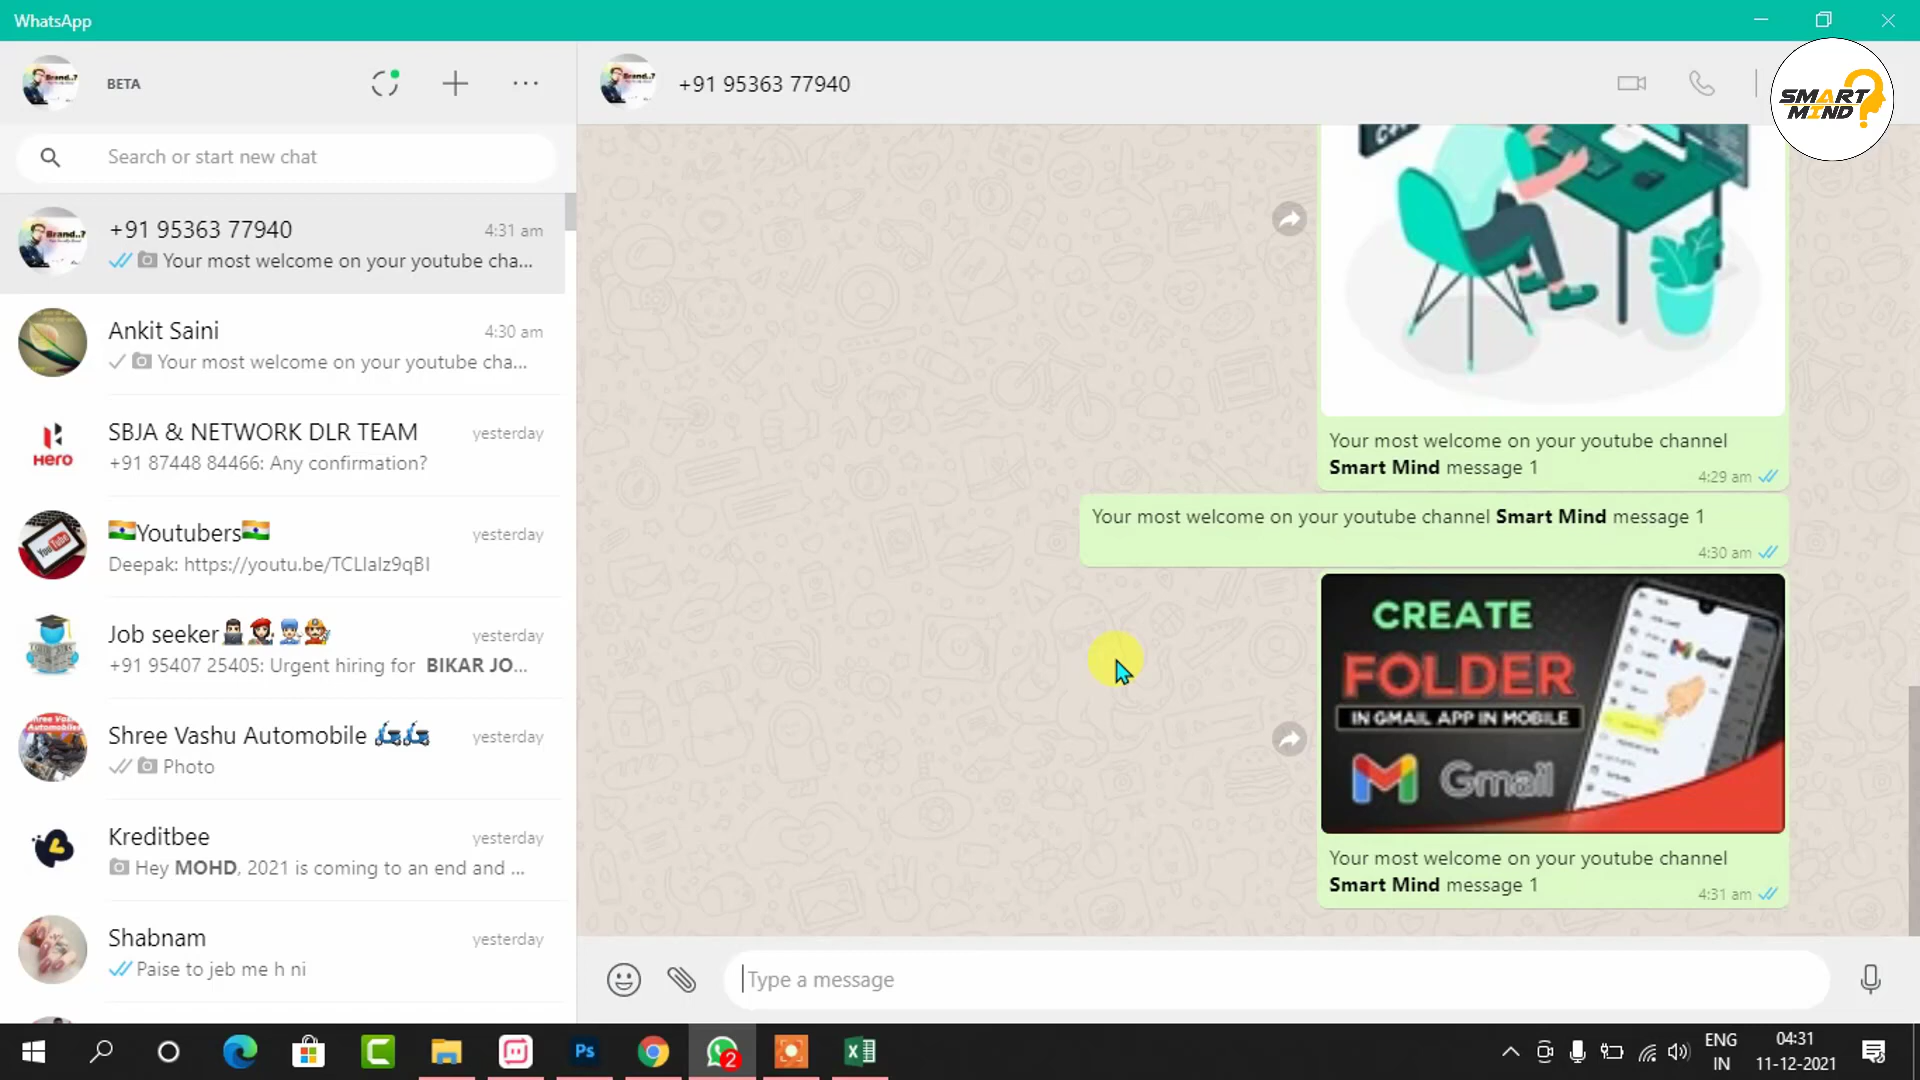 WhatsApp
BETA
Search or start new chat
+91 95363 77940
4:31 am
Your most welcome on your youtube cha...
Ankit Saini
4:30 am
Your most welcome on your youtube cha...
SBJA & NETWORK DLR TEAM
yesterday
HERO
+91 87448 84466: Any confirmation?
🇮🇳Youtubers🇮🇳
yesterday
Deepak: https://youtu.be/TCLlaIz9qBI
Job seeker
yesterday
+91 95407 25405: Urgent hiring for BIKAR JO...
Shree Vashu Automobile 🛵🛵
yesterday
Photo
Kreditbee
yesterday
Hey MOHD, 2021 is coming to an end and ...
Shabnam
yesterday
Paise to jeb me h ni
+91 95363 77940
SMART
MIND
Your most welcome on your youtube channel
Smart Mind message 1
4:29 am
Your most welcome on your youtube channel Smart Mind message 1
4:30 am
CREATE
FOLDER
IN GMAIL APP IN MOBILE
Gmail
Your most welcome on your youtube channel
Smart Mind message 1
4:31 am
Type a message
Ps
2
ENG
IN
04:31
11-12-2021